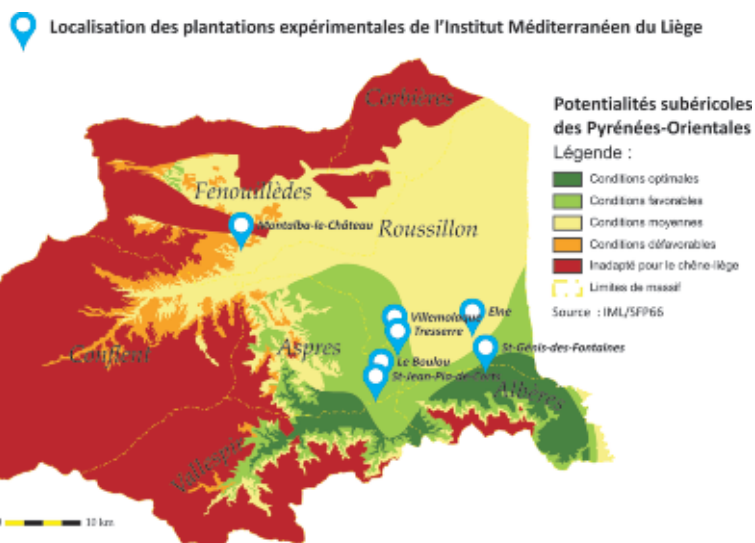 Localisation des plantations expérimentales de l'Institut Méditerranéen du Liège
Corbières
Potentialités subéricoles
des Pyrénées-Orientales
Légende :
Conditions optimales
Conditions favorables
Conditions moyennes
Conditions défavorables
Inadapté pour le chêne-liège
Limites de massif
Source : IML/SFP66
Fenouillèdes
Montalba-le-Château
Roussillon
Villemolaque
Elne
Tresserre
Conflent
Aspres
St-Génis-des-Fontaines
Le Boulou
St-Jean-Pla-de-Corts
Albères
Vallespir
10 km